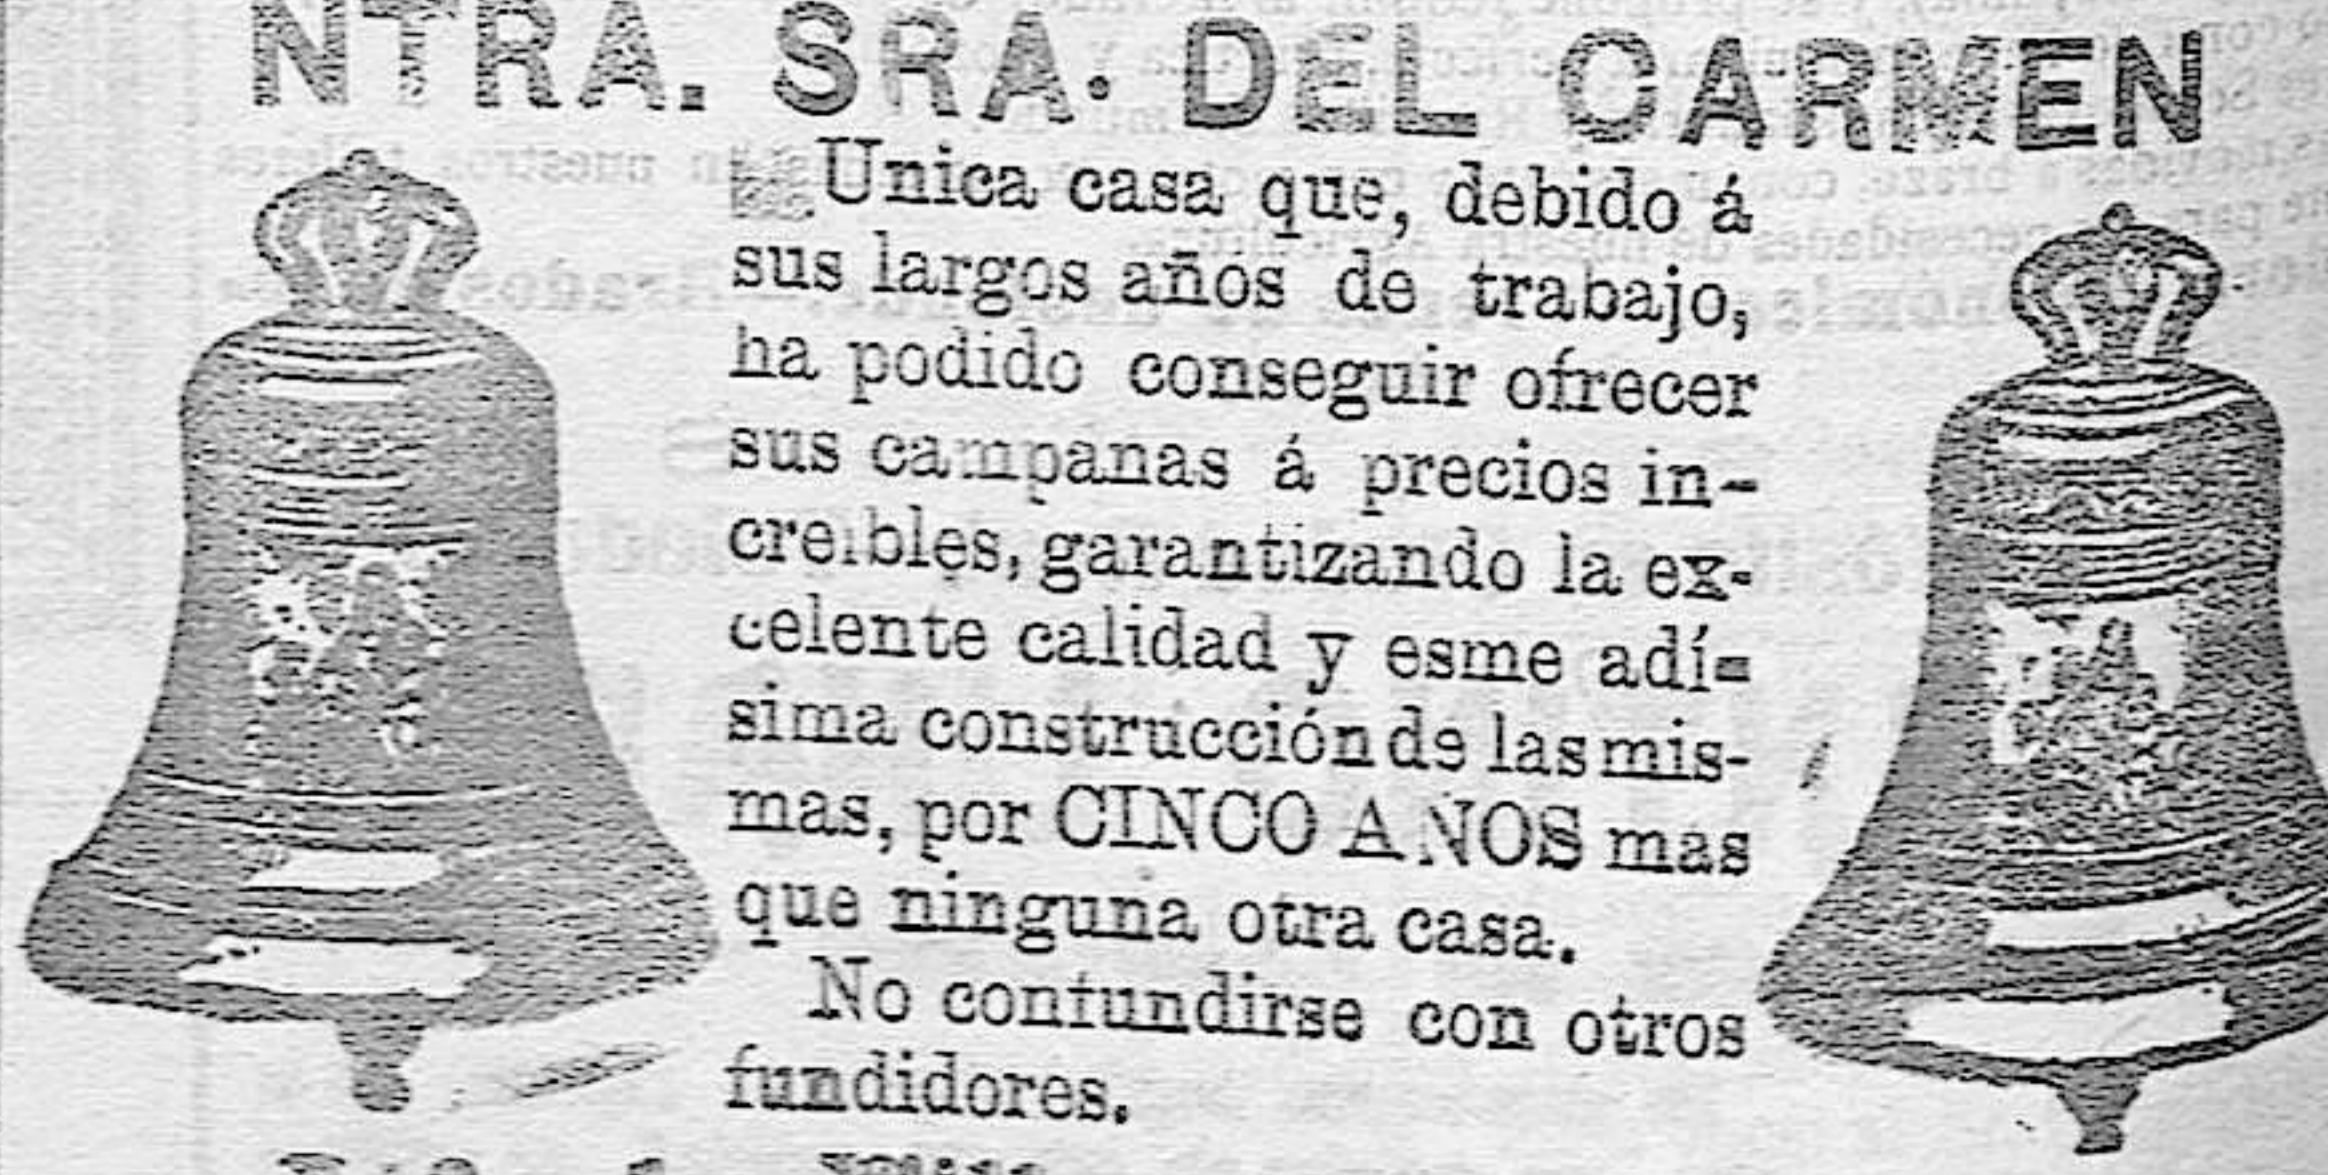 NTRA. SRA. DEL CARMEN
Unica casa que, debido á
sus largos años de trabajo,
ha podido conseguir ofrecer
sus campanas á precios in-
creibles, garantizando la ex-
celente calidad y esme adí-
sima construcción de las mis-
mas, por CINCO AÑOS mas
que ninguna otra casa.
No confundirse con otros
fundidores.